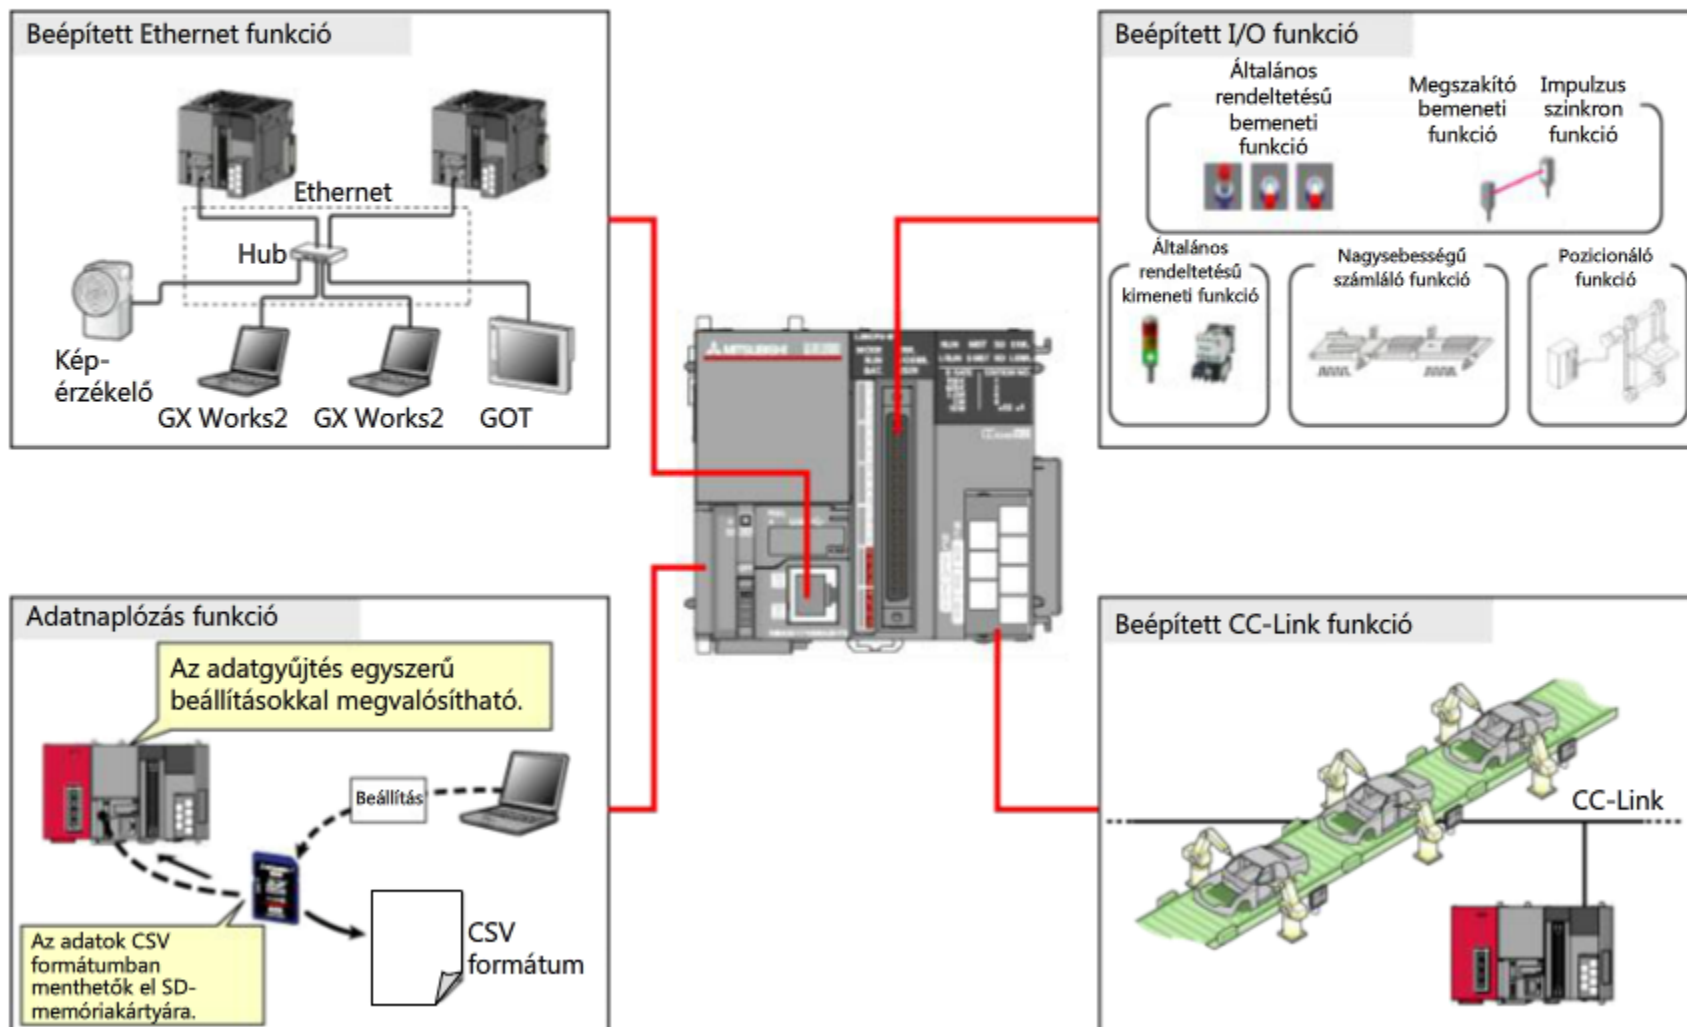 Beépített Ethernet funkció
Ethernet
Hub
Kép-
érzékelő
GX Works2
GX Works2
GOT
Beépített I/O funkció
Általános
rendeltetésű
bemeneti
funkció
Megszakító
bemeneti
funkció
Impulzus
szinkron
funkció
Általános
rendeltetésű
kimeneti funkció
Nagysebességű
számláló funkció
Pozicionáló
funkció
MITSUBISHI
Adatnaplózás funkció
Az adatgyűjtés egyszerű
beállításokkal megvalósítható.
Beállítás
Az adatok CSV
formátumban
menthetők el SD-
memóriakártyára.
CSV
formátum
Beépített CC-Link funkció
CC-Link